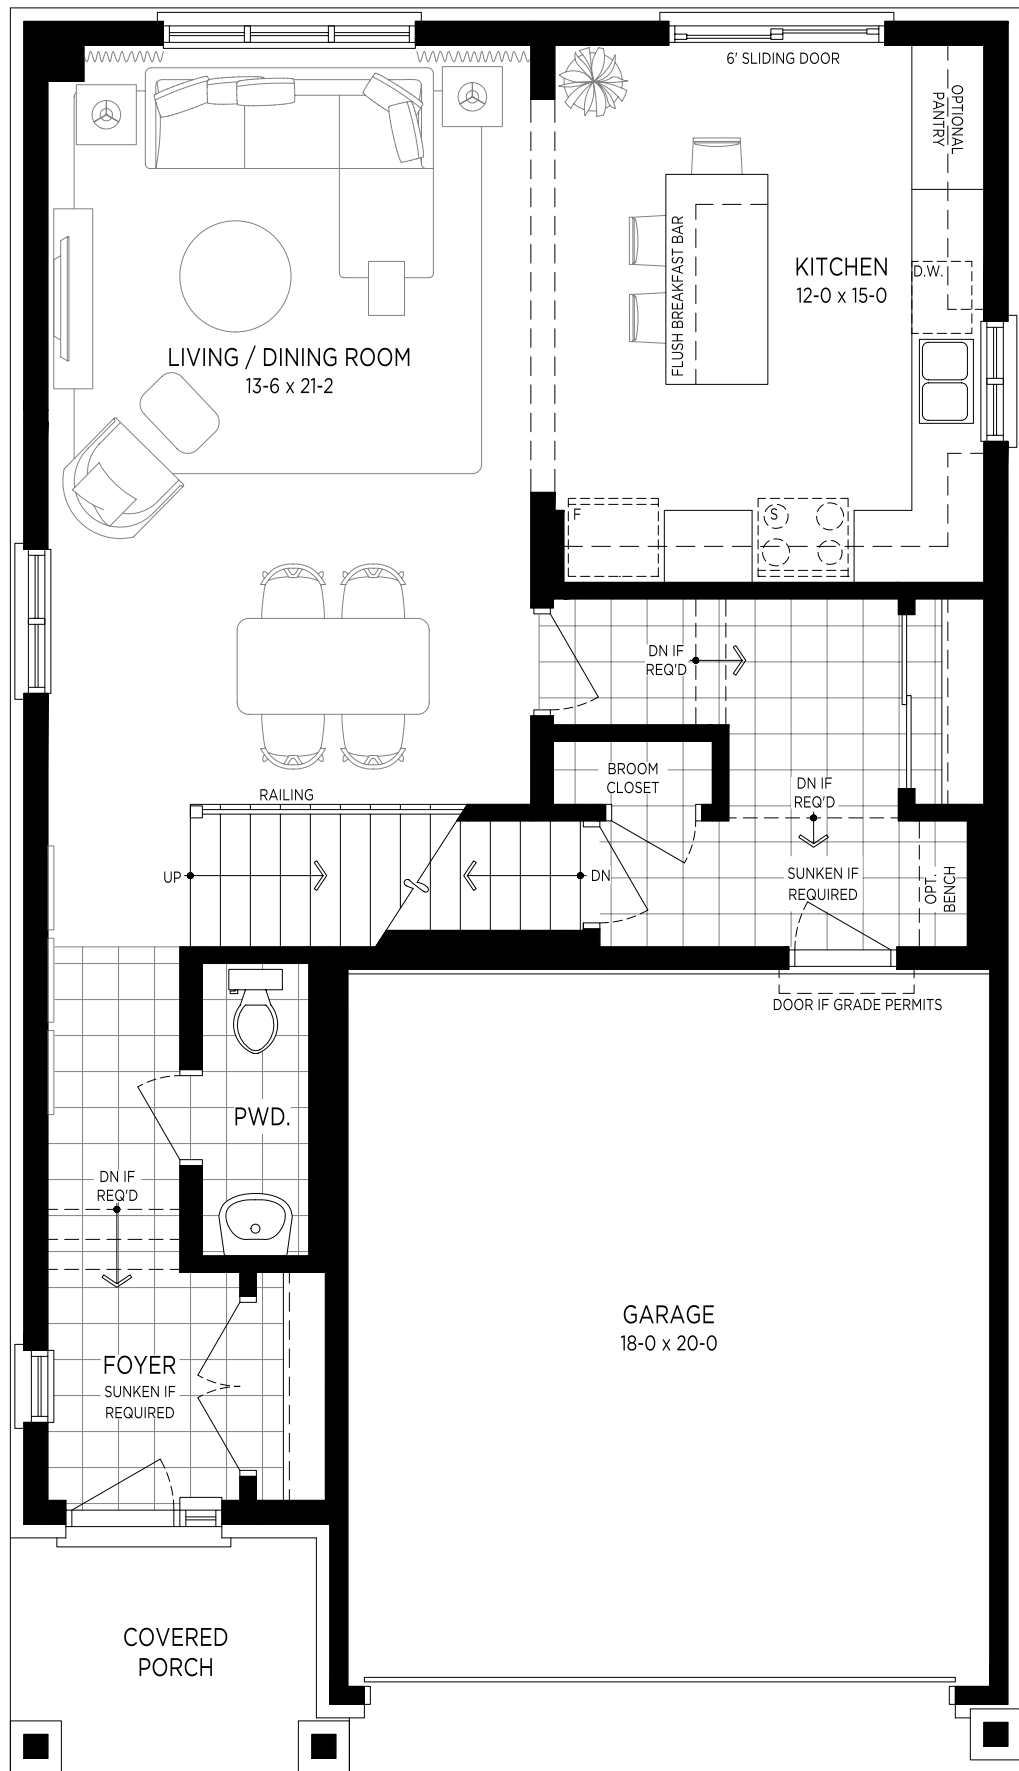 6' SLIDING DOOR
OPTIONAL
PANTRY
FLUSH BREAKFAST BAR
KITCHEN
12-0 x 15-0
D.W.
LIVING / DINING ROOM
13-6 x 21-2
F
S
DN IF
REQ'D
BROOM
CLOSET
DN IF
REQ'D
RAILING
UP
DN
SUNKEN IF
REQUIRED
OPT.
BENCH
DOOR IF GRADE PERMITS
PWD.
DN IF
REQ'D
GARAGE
18-0 x 20-0
FOYER
SUNKEN IF
REQUIRED
COVERED
PORCH